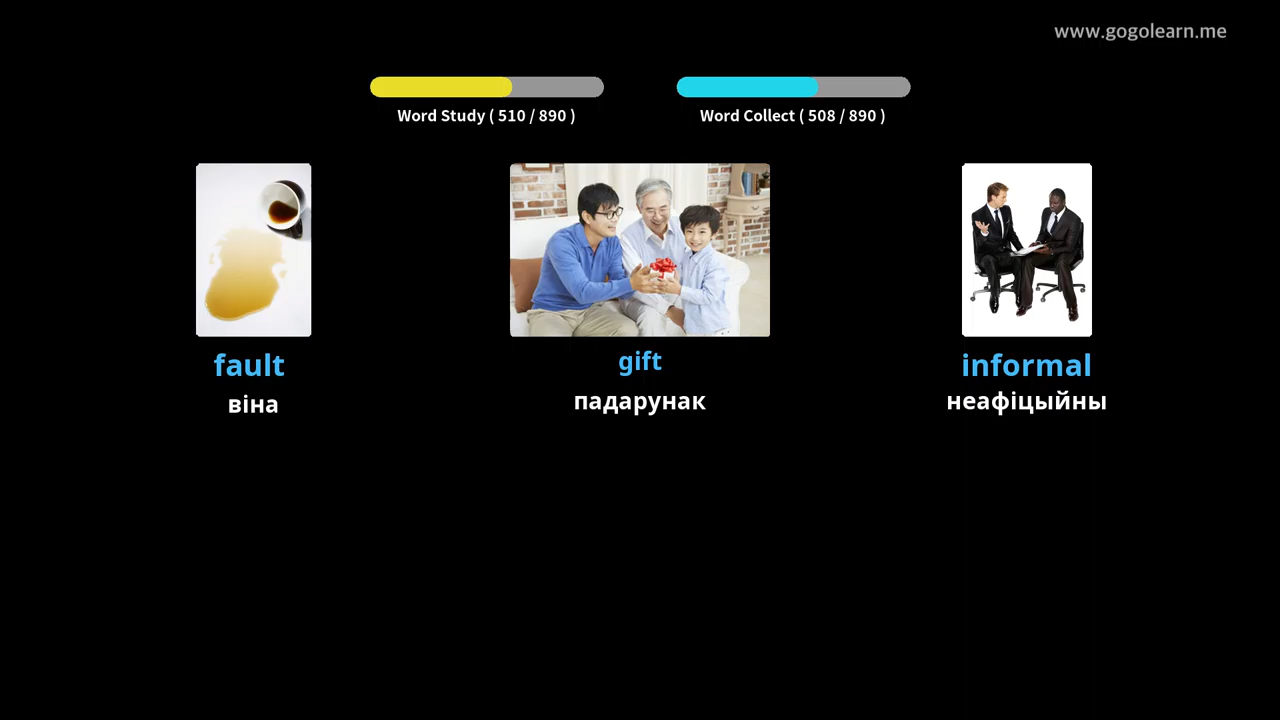 www.gogolearn.me
Word Study ( 510 / 890 )
Word Collect ( 508 / 890 )
fault
віна
gift
падарунак
informal
неафіцыйны